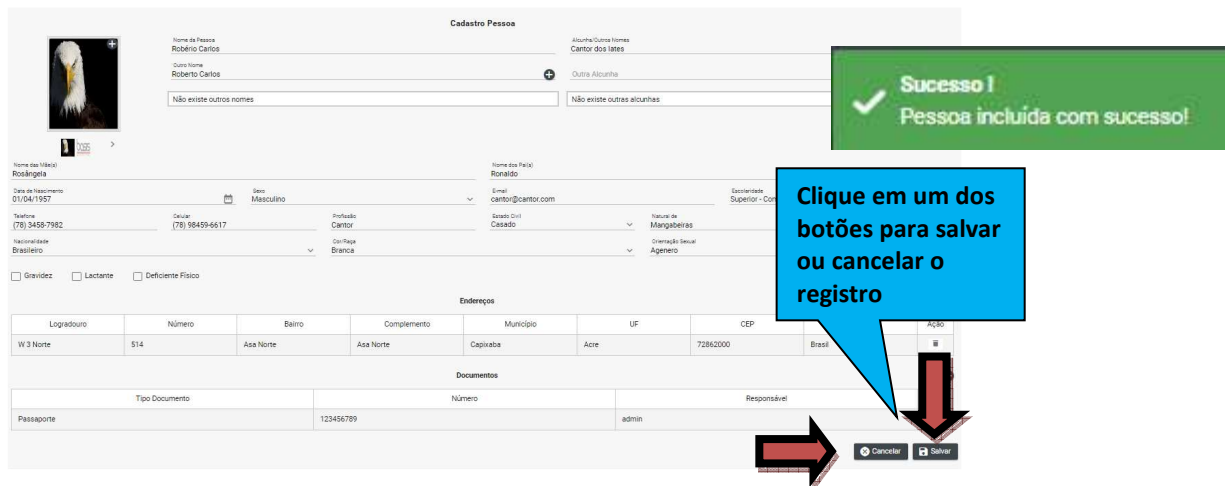 Cadastro Pessoa
Nome da Pessoa
Robério Carlos
Alcunha/Outros Nomes
Cantor dos Iates
Outro Nome
Roberto Carlos
Outra Alcunha
Não existe outros nomes
Não existe outras alcunhas
Sucesso !
Pessoa incluída com sucesso!
Nome das Mãe(s)
Rosângela
Nome dos Pai(s)
Ronaldo
Data de Nascimento
01/04/1957
Sexo
Masculino
E-mail
cantor@cantor.com
Escolaridade
Superior - Com
Telefone
(78) 3458-7982
Celular
(78) 98459-6617
Profissão
Cantor
Estado Civil
Casado
Natural de
Mangabeiras
Nacionalidade
Brasileiro
Cor/Raça
Branca
Orientação Sexual
Agenero
Gravidez Lactante Deficiente Físico
Clique em um dos
botões para salvar
ou cancelar o
registro
Endereços
Logradouro Número Bairro Complemento Município UF CEP Ação
W 3 Norte 514 Asa Norte Asa Norte Capixaba Acre 72862000 Brasil
Documentos
Tipo Documento Número Responsável
Passaporte 123456789 admin
Cancelar Salvar